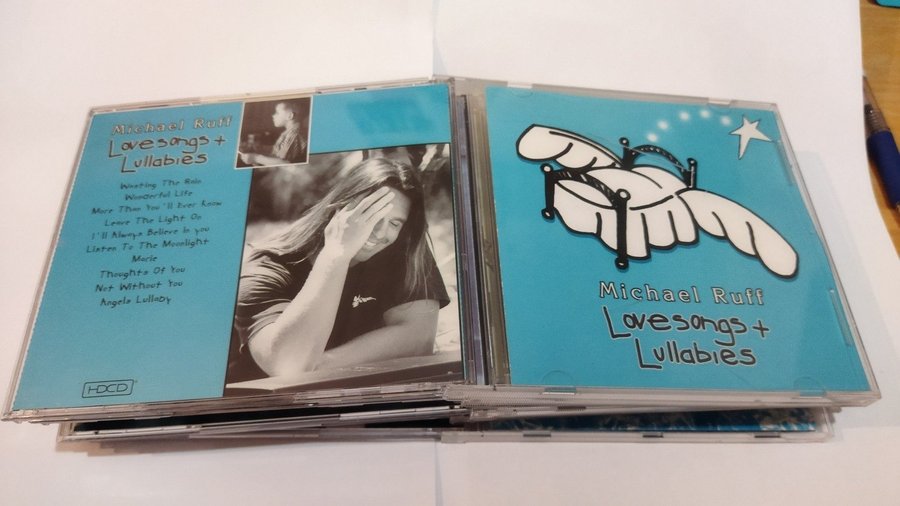 Michael Ruff
Lovesongs +
Lullabies
Wanting The Rain
Wonderful Life
More Than You'll Ever Know
Leave The Light On
I'll Always Believe In you
Listen To The Moonlight
Marie
Thoughts Of You
Not Without You
Angels Lullaby
HDCD
Michael Ruff
Lovesongs +
Lullabies